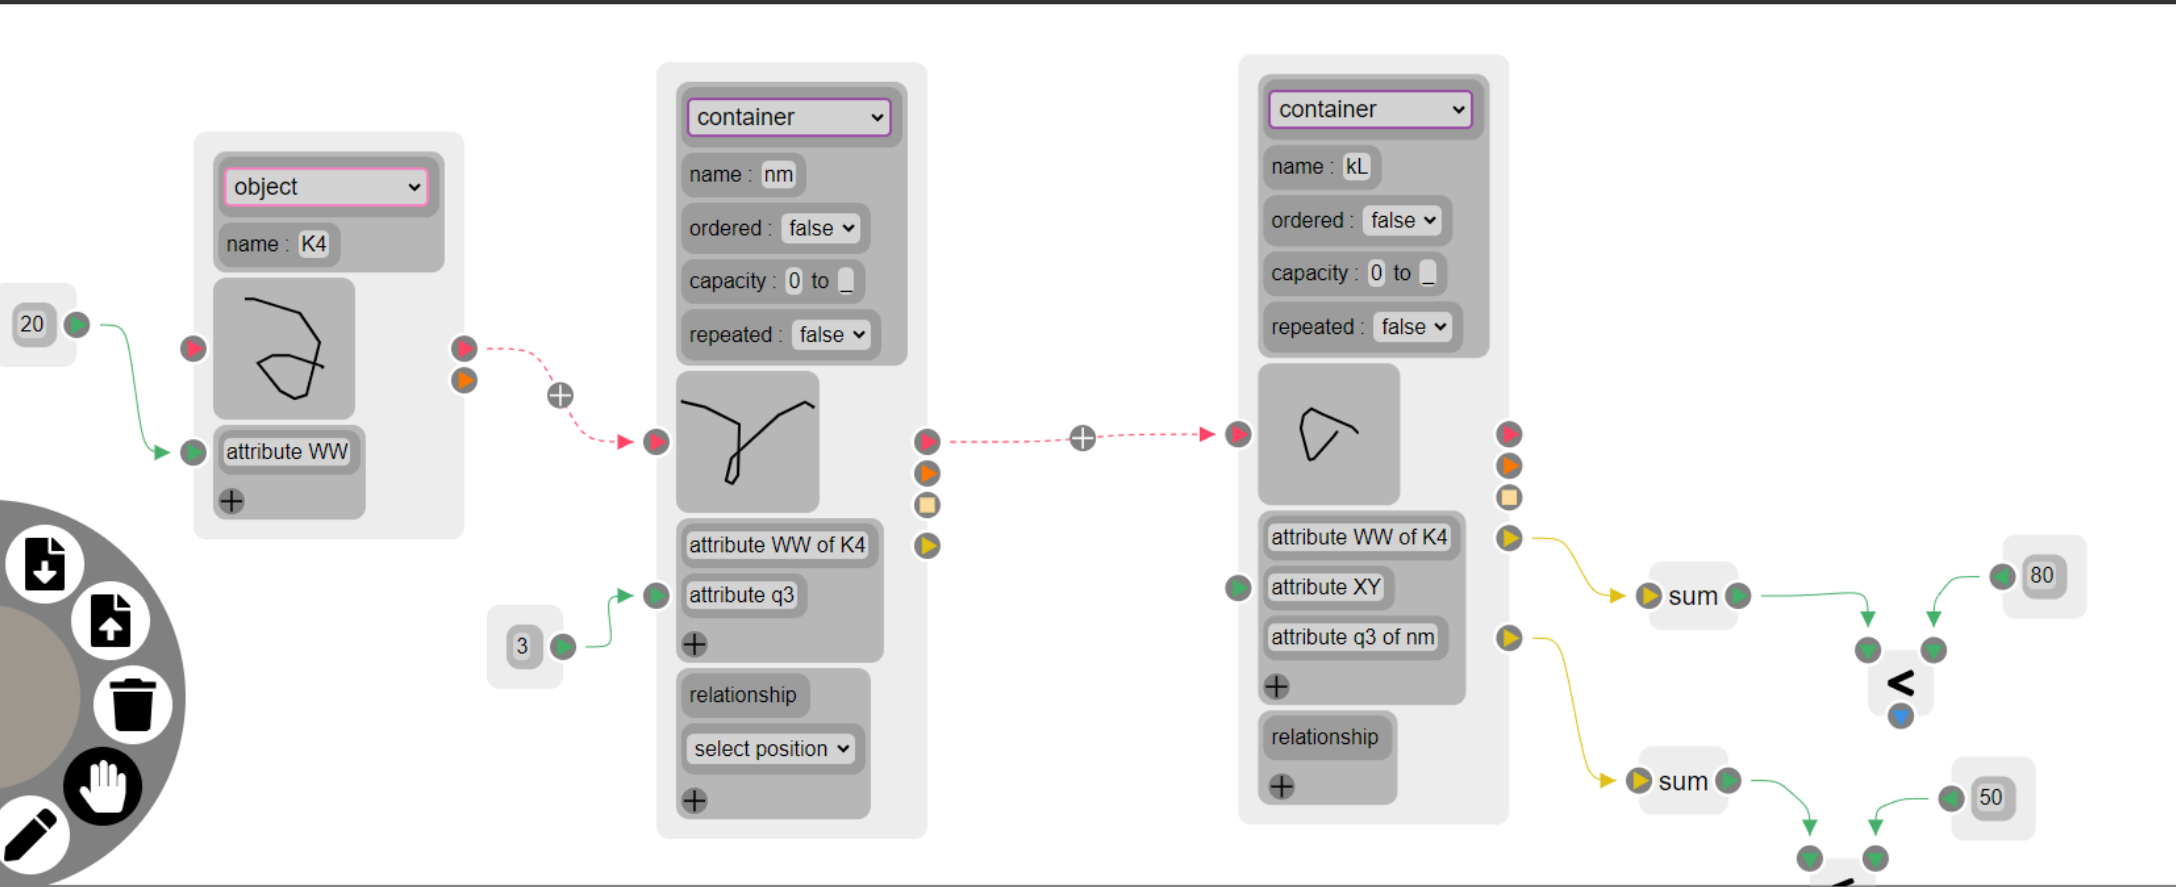 20
object
name : K4
attribute WW
container
name : nm
ordered : false
capacity : 0 to _
repeated : false
attribute WW of K4
attribute q3
3
relationship
select position
container
name : kL
ordered : false
capacity : 0 to _
repeated : false
attribute WW of K4
attribute XY
attribute q3 of nm
relationship
sum
80
<
sum
50